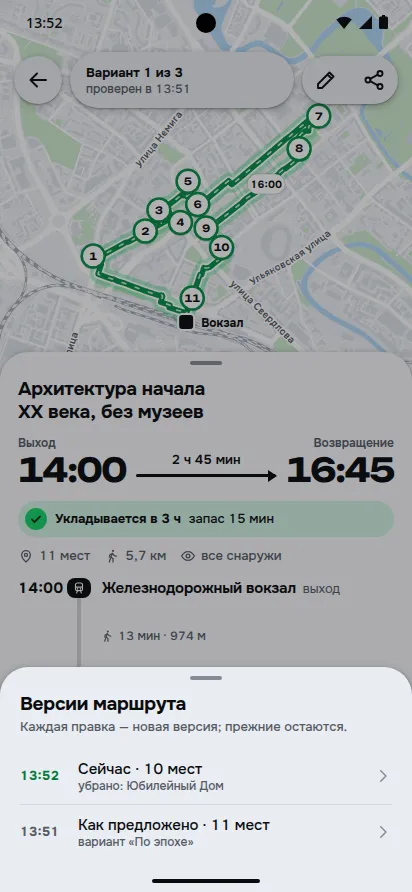 13:52
Вариант 1 из 3
проверен в 13:51
улица Немига
7
8
16:00
5
6
3
4
2
9
10
1
Ульяновская улица
улица Свердлова
11
Вокзал
ица
Архитектура начала
XX века, без музеев
Выход
Возвращение
14:00
2 ч 45 мин
16:45
Укладывается в 3 ч запас 15 мин
11 мест
5,7 км
все снаружи
14:00
Железнодорожный вокзал выход
13 мин · 974 м
Версии маршрута
Каждая правка — новая версия; прежние остаются.
13:52
Сейчас · 10 мест
убрано: Юбилейный Дом
13:51
Как предложено · 11 мест
вариант «По эпохе»